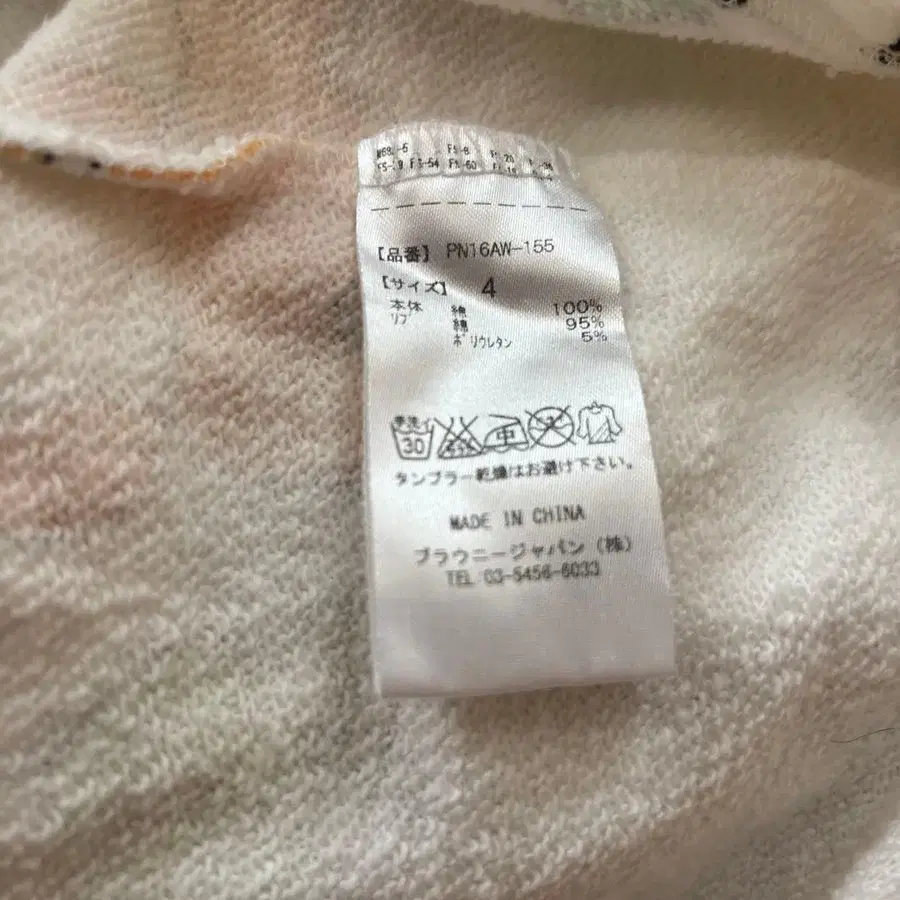 【品番】 PN16AW-155
【サイズ】 4
本体 綿 100%
リブ 綿 95%
ポリウレタン 5%
30
中
タンブラー乾燥はお避け下さい。
MADE IN CHINA
ブラウニージャパン(株)
TEL 03-5456-6033